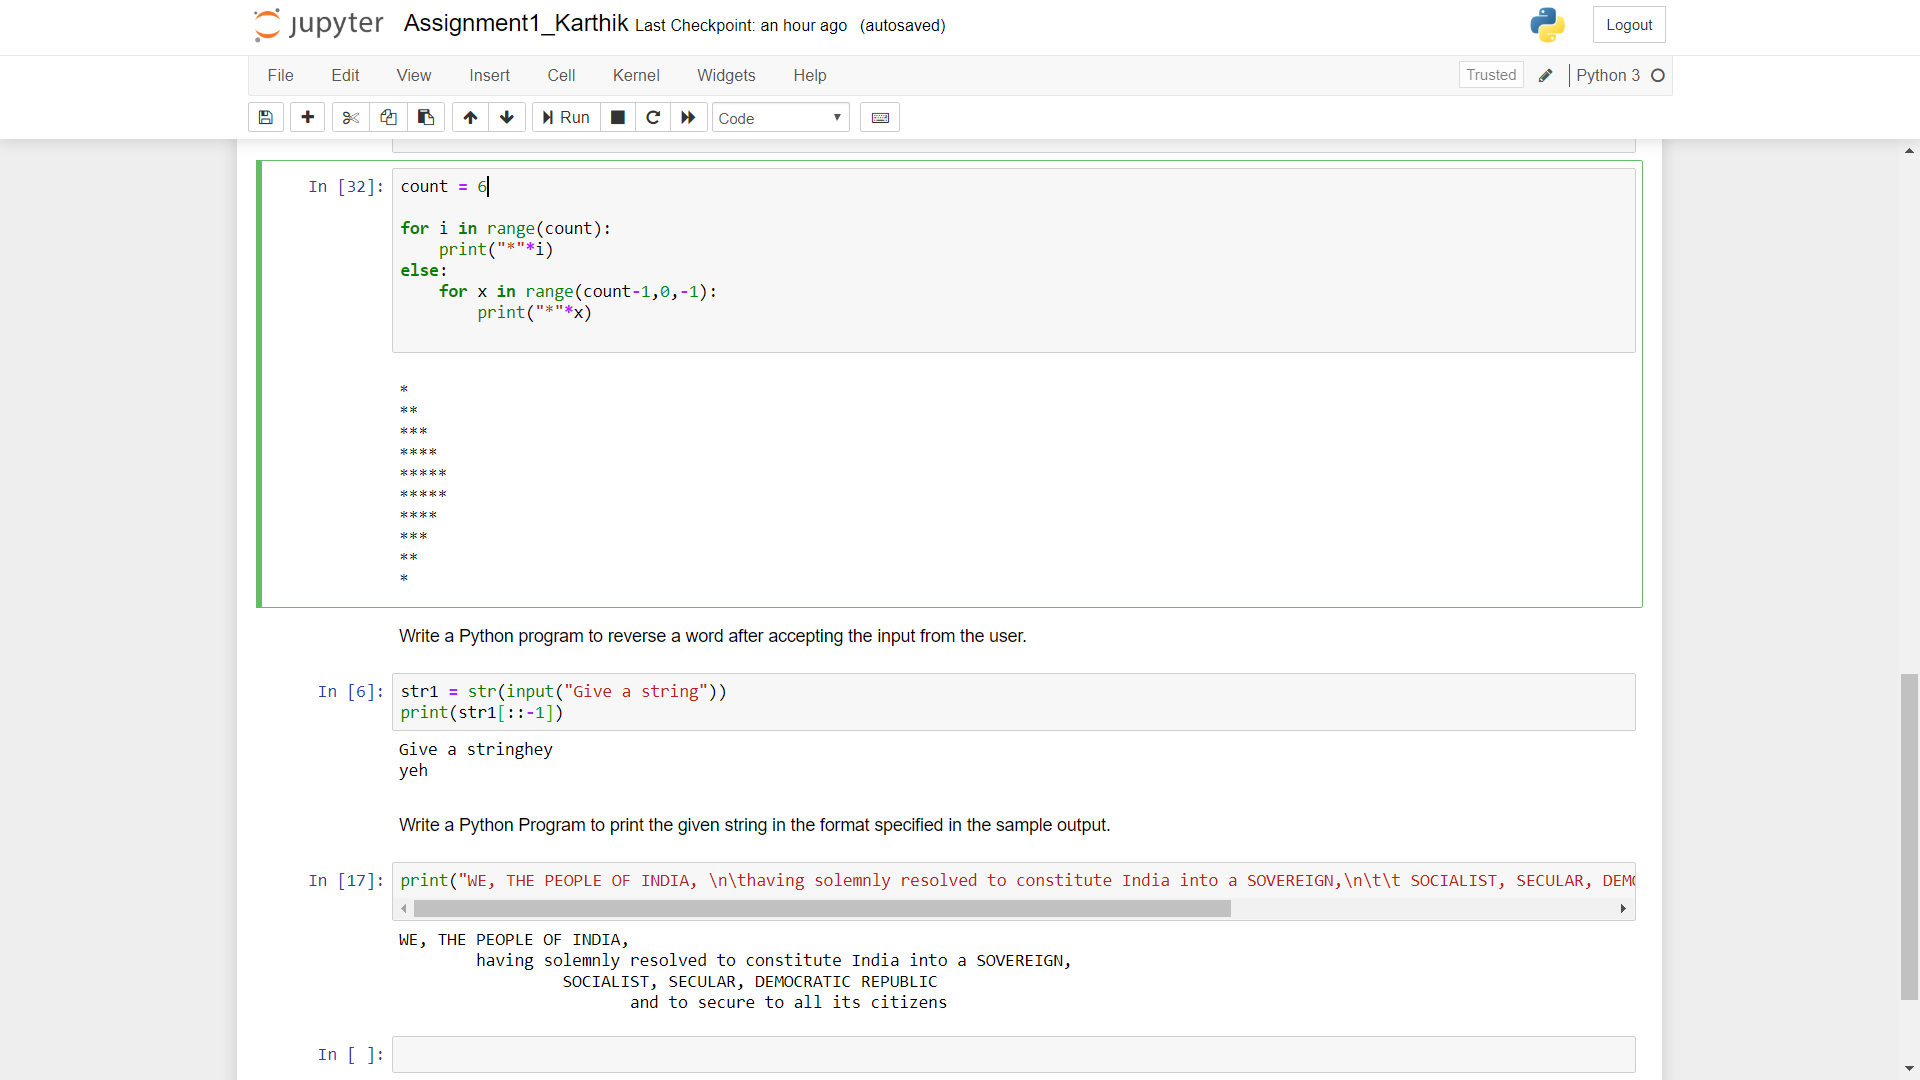 jupyter Assignment1_Karthik Last Checkpoint: an hour ago (autosaved) Logout
File Edit View Insert Cell Kernel Widgets Help Trusted Python 3
Run Code
In [32]: count = 6
for i in range(count):
    print("*"*i)
else:
    for x in range(count-1,0,-1):
        print("*"*x)
*
**
***
****
*****
*****
****
***
**
*
Write a Python program to reverse a word after accepting the input from the user.
In [6]: str1 = str(input("Give a string"))
print(str1[::-1])
Give a stringhey
yeh
Write a Python Program to print the given string in the format specified in the sample output.
In [17]: print("WE, THE PEOPLE OF INDIA, \n\thaving solemnly resolved to constitute India into a SOVEREIGN,\n\t\t SOCIALIST, SECULAR, DEMO
WE, THE PEOPLE OF INDIA,
        having solemnly resolved to constitute India into a SOVEREIGN,
                 SOCIALIST, SECULAR, DEMOCRATIC REPUBLIC
                        and to secure to all its citizens
In [ ]: